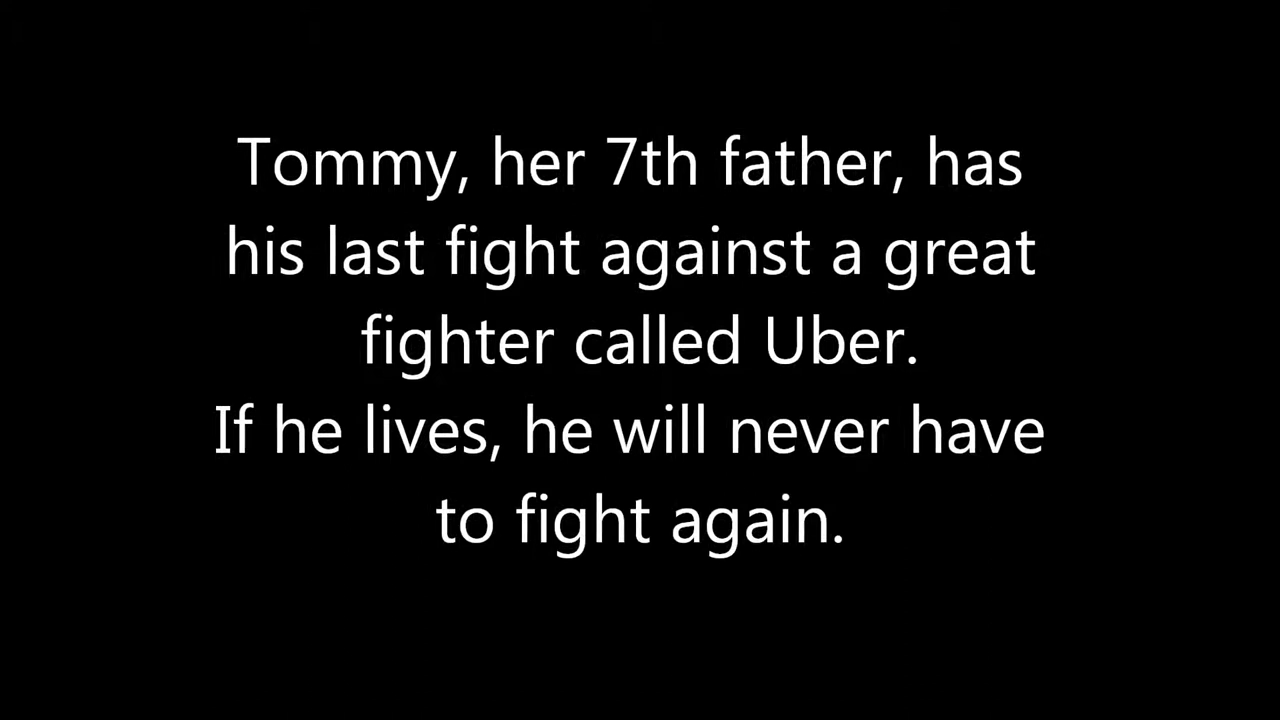 Tommy, her 7th father, has
his last fight against a great
fighter called Uber.
If he lives, he will never have
to fight again.